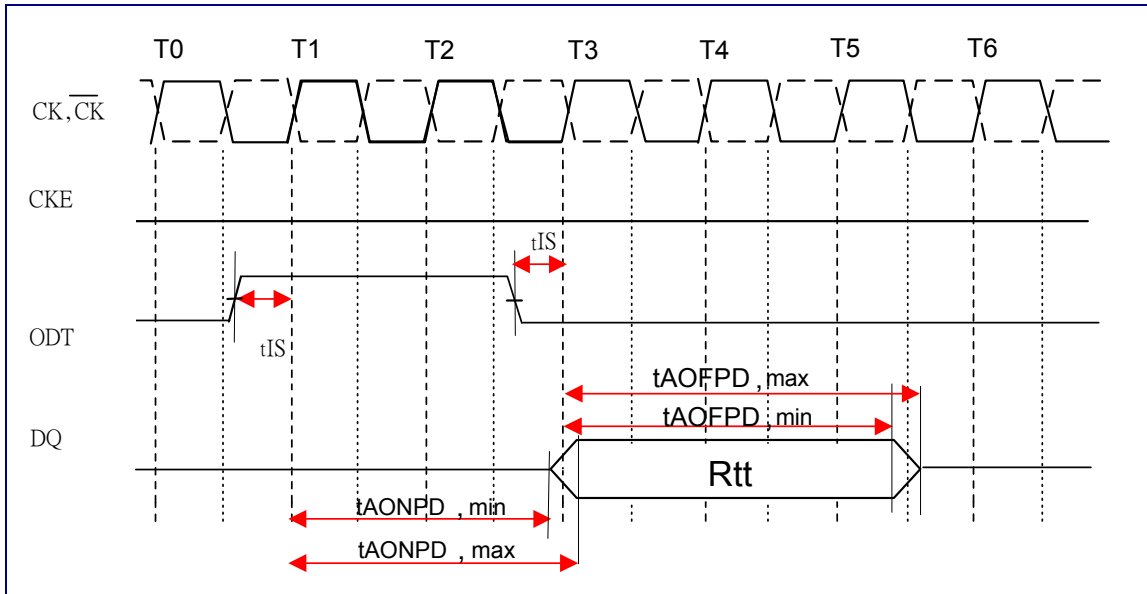 T0 T1 T2 T3 T4 T5 T6
CK, C̅K̅
CKE
tIS
ODT
tIS
tAOFPD , max
tAOFPD , min
DQ
Rtt
tAONPD , min
tAONPD , max